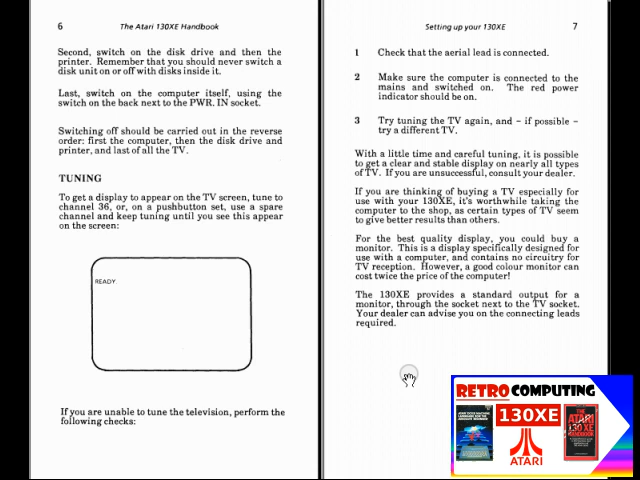 6 The Atari 130XE Handbook
Second, switch on the disk drive and then the
printer. Remember that you should never switch a
disk unit on or off with disks inside it.
Last, switch on the computer itself, using the
switch on the back next to the PWR. IN socket.
Switching off should be carried out in the reverse
order: first the computer, then the disk drive and
printer, and last of all the TV.
TUNING
To get a display to appear on the TV screen, tune to
channel 36, or, on a pushbutton set, use a spare
channel and keep tuning until you see this appear
on the screen:
READY
If you are unable to tune the television, perform the
following checks:
Setting up your 130XE 7
1 Check that the aerial lead is connected.
2 Make sure the computer is connected to the
mains and switched on. The red power
indicator should be on.
3 Try tuning the TV again, and – if possible –
try a different TV.
With a little time and careful tuning, it is possible
to get a clear and stable display on nearly all types
of TV. If you are unsuccessful, consult your dealer.
If you are thinking of buying a TV especially for
use with your 130XE, it's worthwhile taking the
computer to the shop, as certain types of TV seem
to give better results than others.
For the best quality display, you could buy a
monitor. This is a display specifically designed for
use with a computer, and contains no circuitry for
TV reception. However, a good colour monitor can
cost twice the price of the computer!
The 130XE provides a standard output for a
monitor, through the socket next to the TV socket.
Your dealer can advise you on the connecting leads
required.
RETRO COMPUTING
130XE
ATARI
THE
ATARI
130XE
HANDBOOK